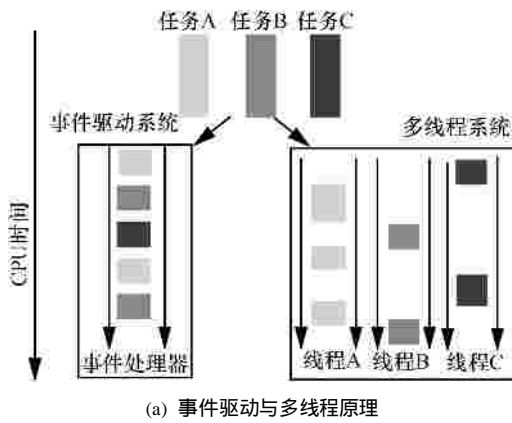 任务A 任务B 任务C
事件驱动系统
多线程系统
CPU时间
事件处理器
线程A 线程B 线程C
(a) 事件驱动与多线程原理